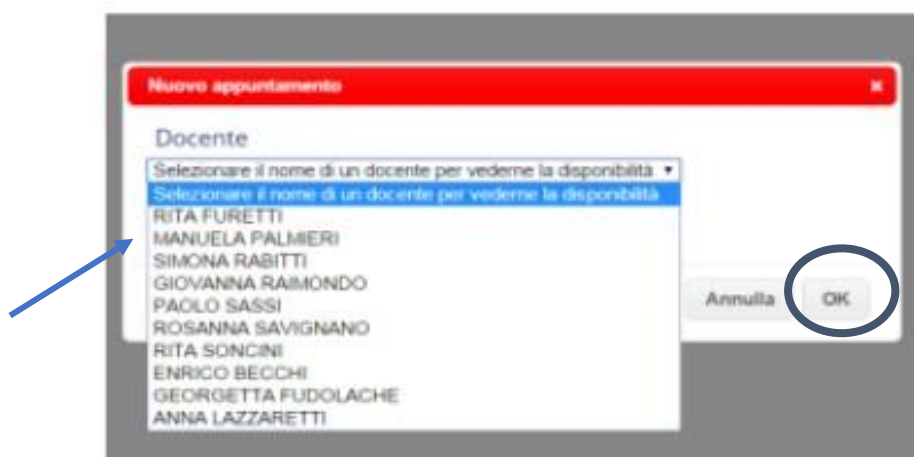 Nuovo appuntamento
Docente
Selezionare il nome di un docente per vederne la disponibilità
Selezionare il nome di un docente per vederne la disponibilità
RITA FURETTI
MANUELA PALMIERI
SIMONA RABITTI
GIOVANNA RAIMONDO
PAOLO SASSI
ROSANNA SAVIGNANO
RITA SONCINI
ENRICO BECCHI
GEORGETTA FUDOLACHE
ANNA LAZZARETTI
Annulla OK